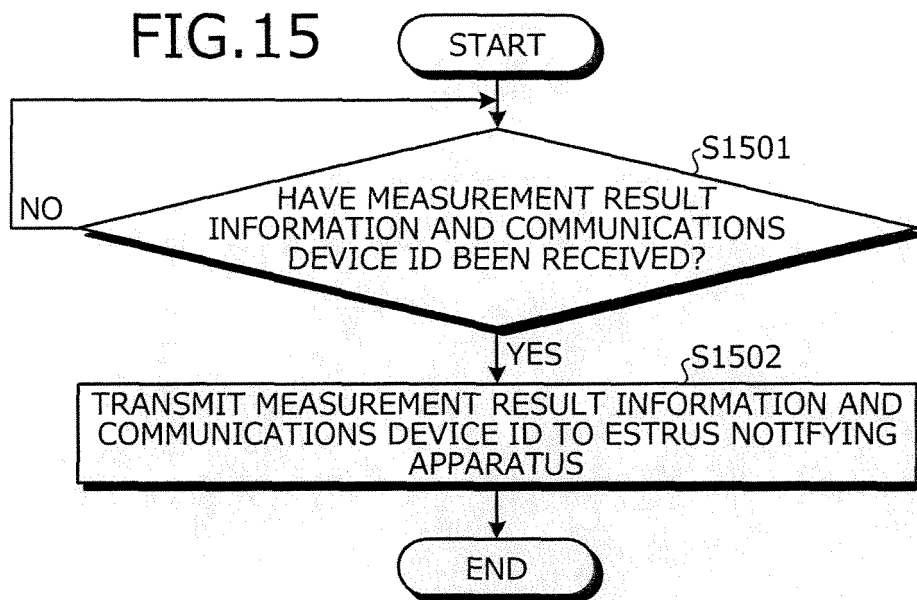 FIG.15
START
S1501
HAVE MEASUREMENT RESULT
INFORMATION AND COMMUNICATIONS
DEVICE ID BEEN RECEIVED?
NO
YES
S1502
TRANSMIT MEASUREMENT RESULT INFORMATION AND
COMMUNICATIONS DEVICE ID TO ESTRUS NOTIFYING
APPARATUS
END